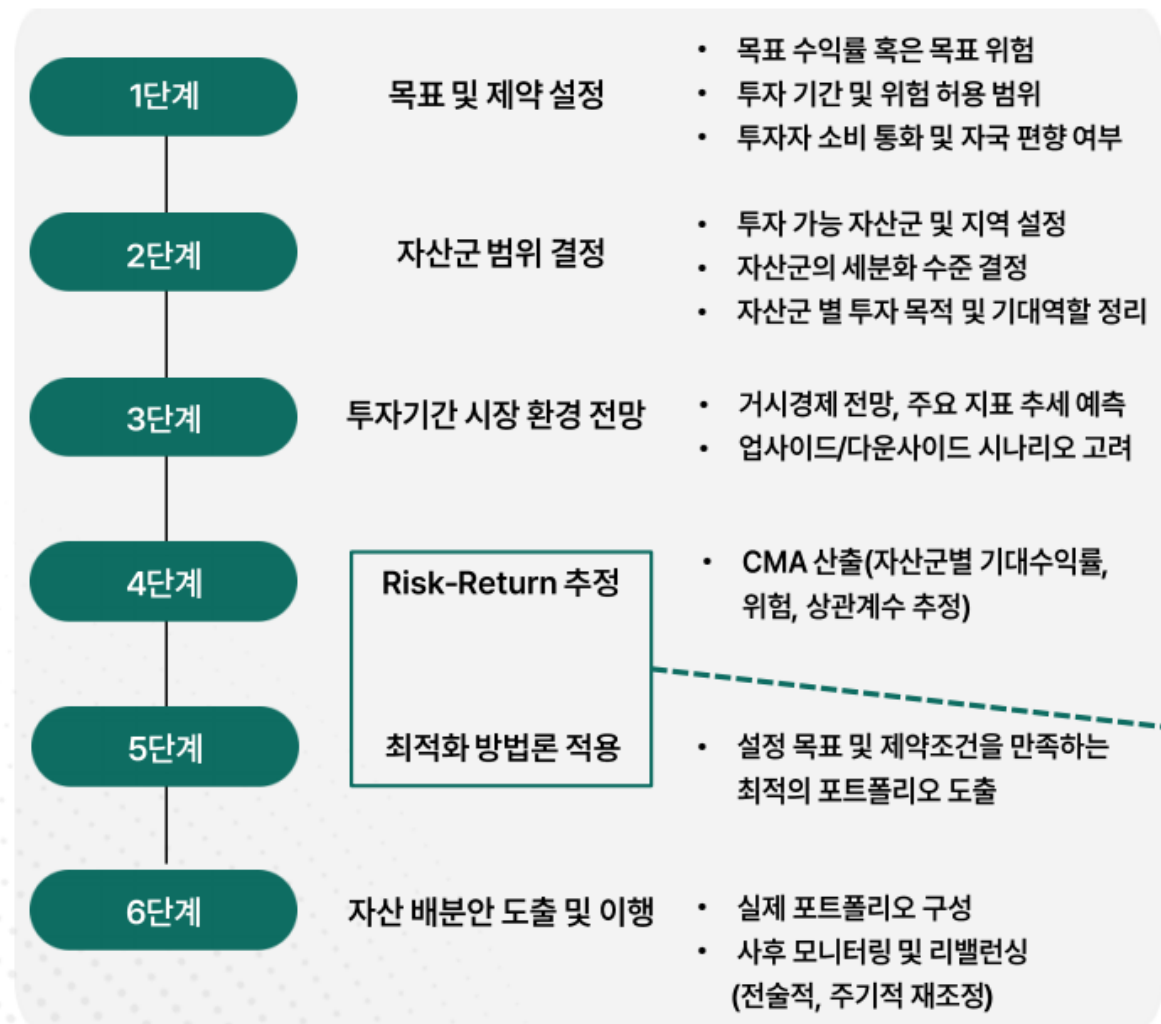 1단계
목표 및 제약 설정
• 목표 수익률 혹은 목표 위험
• 투자 기간 및 위험 허용 범위
• 투자자 소비 통화 및 자국 편향 여부
2단계
자산군 범위 결정
• 투자 가능 자산군 및 지역 설정
• 자산군의 세분화 수준 결정
• 자산군 별 투자 목적 및 기대역할 정리
3단계
투자기간 시장 환경 전망
• 거시경제 전망, 주요 지표 추세 예측
• 업사이드/다운사이드 시나리오 고려
4단계
Risk-Return 추정
• CMA 산출(자산군별 기대수익률,
위험, 상관계수 추정)
5단계
최적화 방법론 적용
• 설정 목표 및 제약조건을 만족하는
최적의 포트폴리오 도출
6단계
자산 배분안 도출 및 이행
• 실제 포트폴리오 구성
• 사후 모니터링 및 리밸런싱
(전술적, 주기적 재조정)